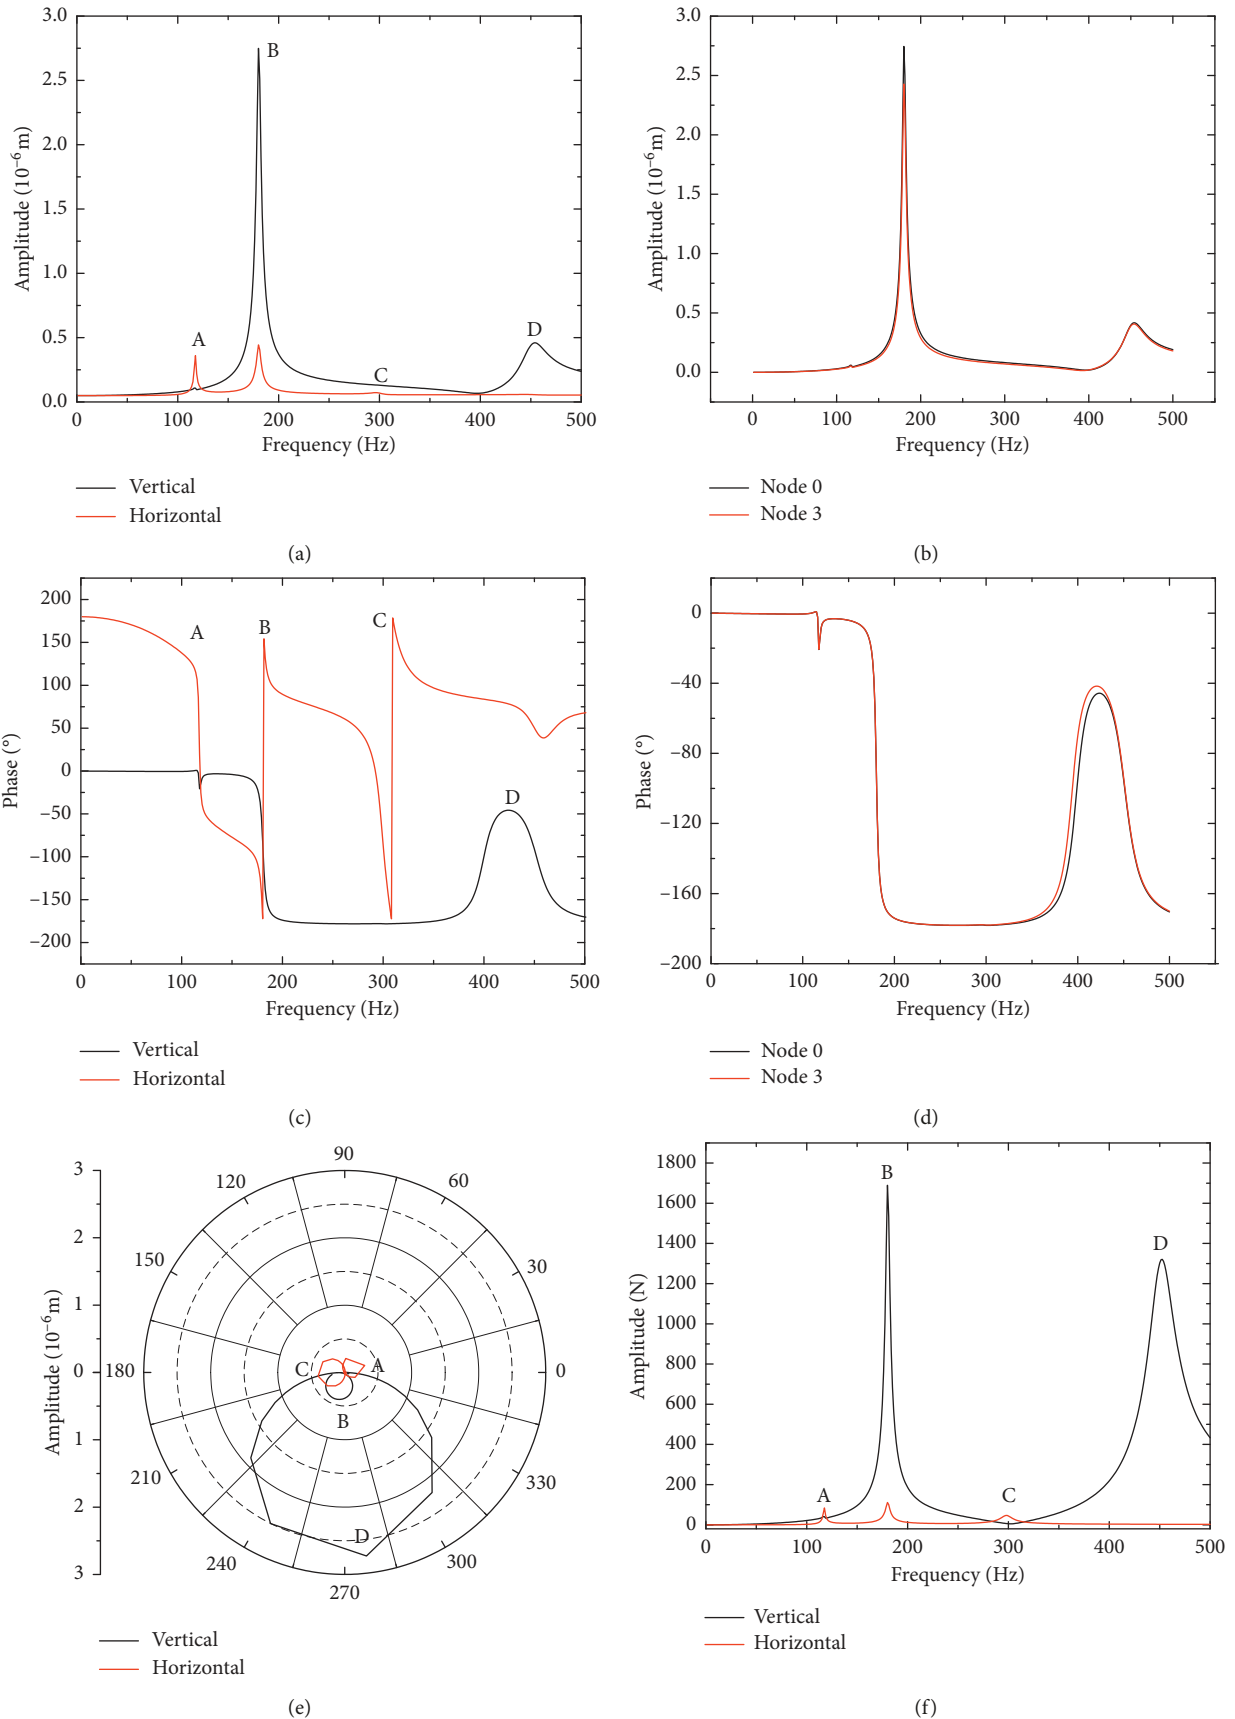 3.0
2.5
2.0
1.5
1.0
0.5
0.0
Amplitude (10⁻⁶ m)
B
A
C
D
0 100 200 300 400 500
Frequency (Hz)
Vertical
Horizontal
(a)
3.0
2.5
2.0
1.5
1.0
0.5
0.0
Amplitude (10⁻⁶ m)
0 100 200 300 400 500
Frequency (Hz)
Node 0
Node 3
(b)
200
150
100
50
0
−50
−100
−150
−200
Phase (°)
A
B
C
D
0 100 200 300 400 500
Frequency (Hz)
Vertical
Horizontal
(c)
0
−40
−80
−120
−160
−200
Phase (°)
0 100 200 300 400 500
Frequency (Hz)
Node 0
Node 3
(d)
3
2
1
0
1
2
3
Amplitude (10⁻⁶ m)
90
120 60
150 30
180 0
210 330
240 300
270
C A
B
D
Vertical
Horizontal
(e)
1800
1600
1400
1200
1000
800
600
400
200
0
Amplitude (N)
B
D
A C
0 100 200 300 400 500
Frequency (Hz)
Vertical
Horizontal
(f)